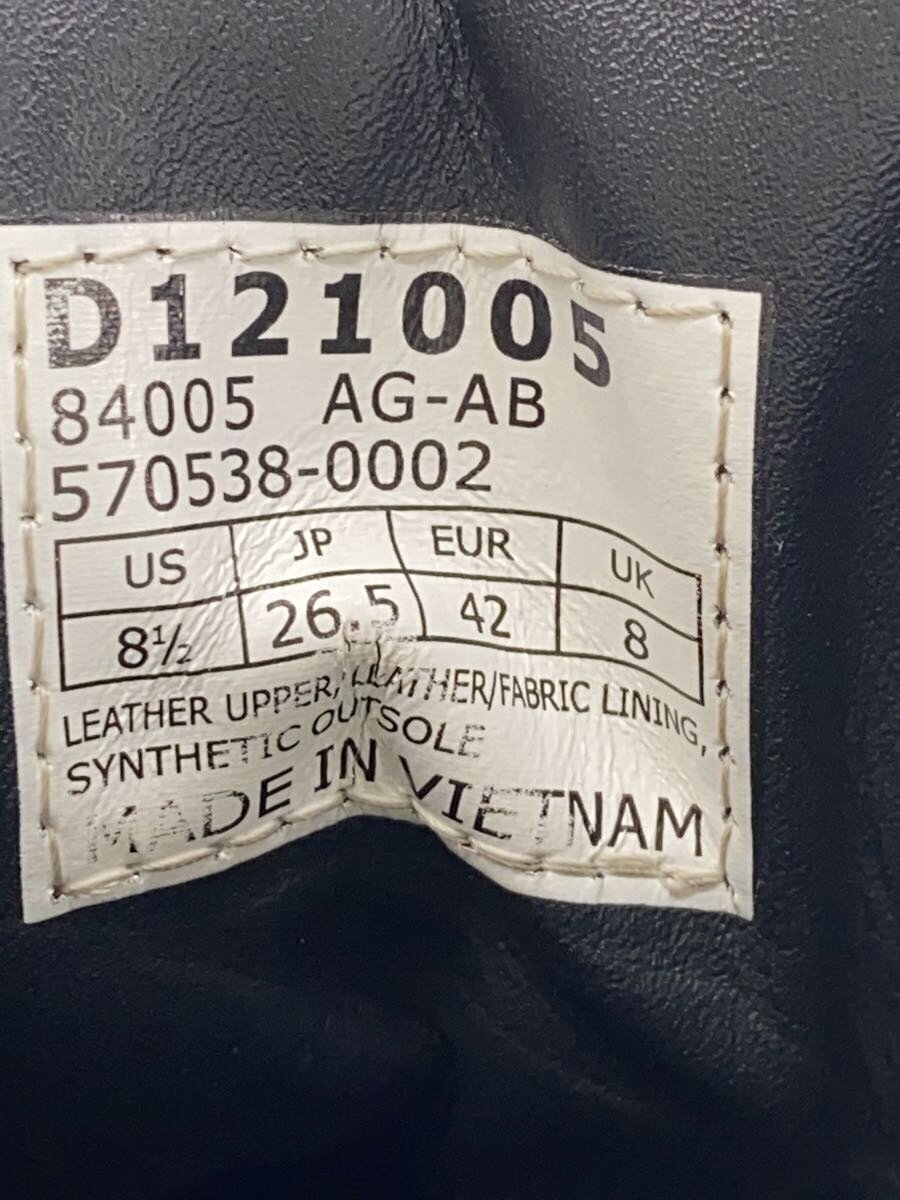 D121005
84005 AG-AB
570538-0002
US JP EUR UK
8½ 26.5 42 8
LEATHER UPPER, LEATHER/FABRIC LINING,
SYNTHETIC OUTSOLE
MADE IN VIETNAM